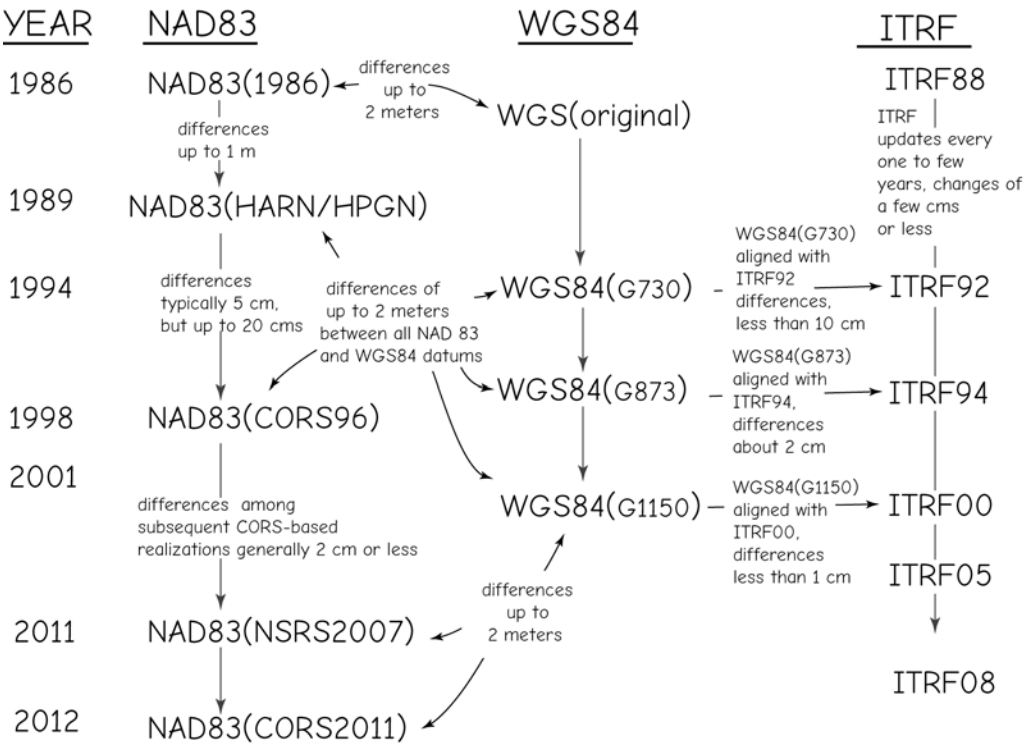 YEAR
NAD83
WGS84
ITRF
1986
NAD83(1986)
differences
up to
2 meters
WGS(original)
ITRF88
differences
up to 1 m
ITRF
updates every
one to few
years, changes of
a few cms
or less
1989
NAD83(HARN/HPGN)
1994
differences
typically 5 cm,
but up to 20 cms
differences of
up to 2 meters
between all NAD 83
and WGS84 datums
WGS84(G730)
WGS84(G730)
aligned with
ITRF92
differences,
less than 10 cm
ITRF92
WGS84(G873)
WGS84(G873)
aligned with
ITRF94,
differences
about 2 cm
ITRF94
1998
NAD83(CORS96)
2001
differences among
subsequent CORS-based
realizations generally 2 cm or less
WGS84(G1150)
WGS84(G1150)
aligned with
ITRF00,
differences
less than 1 cm
ITRF00
ITRF05
differences
up to
2 meters
2011
NAD83(NSRS2007)
ITRF08
2012
NAD83(CORS2011)